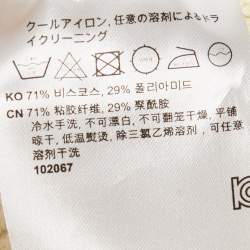 クールアイロン, 任意の溶剤によるドラ
イクリーニング
KO 71% 비스코스, 29% 폴리아미드
CN 71% 粘胶纤维, 29% 聚酰胺
冷水手洗, 不可漂白, 不可翻笼干燥, 平铺
晾干, 低温熨烫, 除三氯乙烯溶剂, 可任意
溶剂干洗
102067